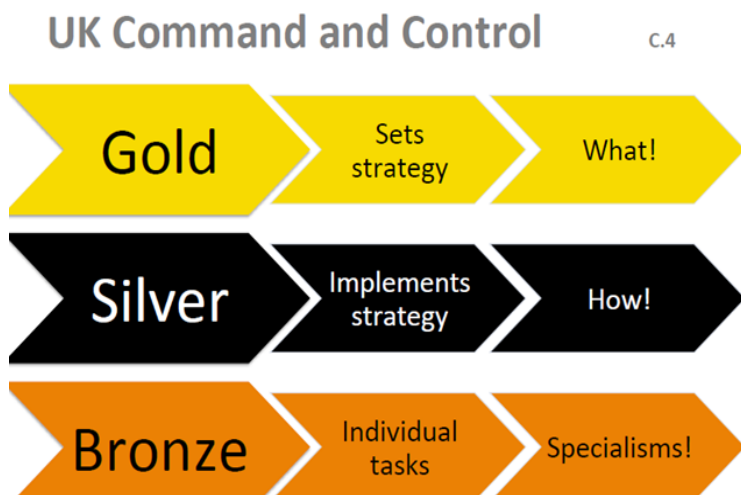 UK Command and Control C.4
Gold
Sets
strategy
What!
Silver
Implements
strategy
How!
Bronze
Individual
tasks
Specialisms!